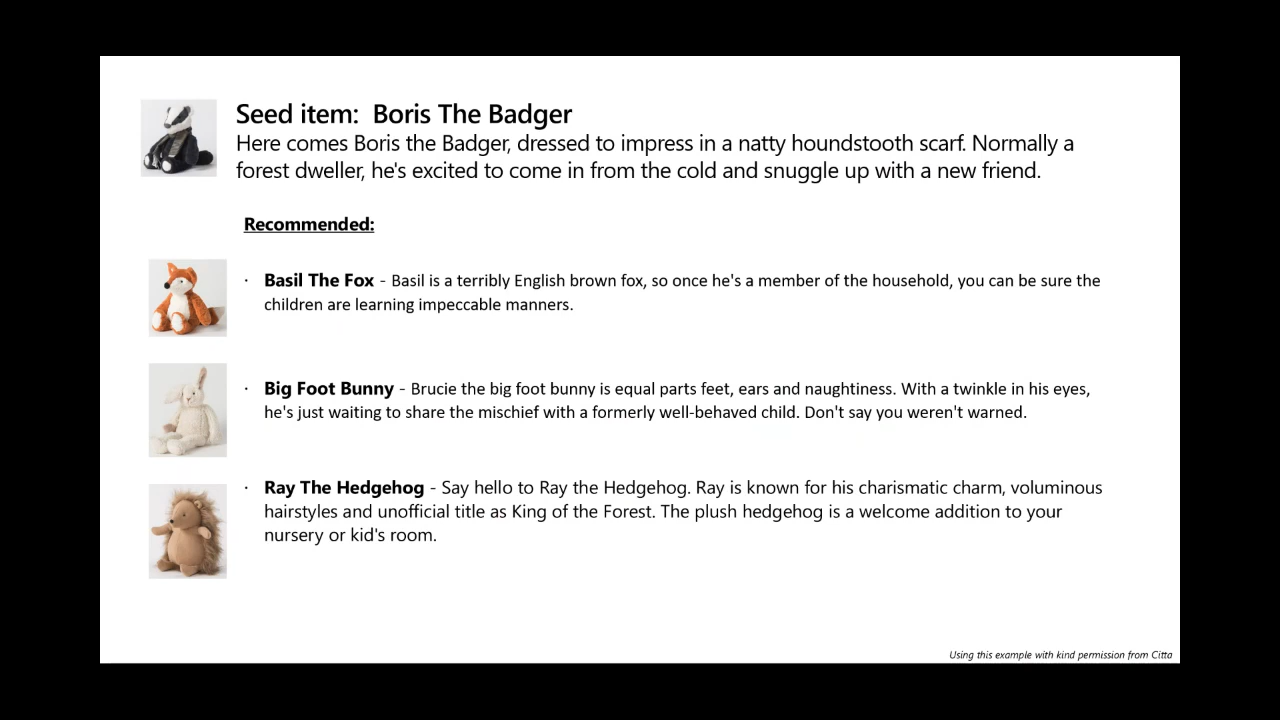 Seed item:  Boris The Badger
Here comes Boris the Badger, dressed to impress in a natty houndstooth scarf. Normally a
forest dweller, he's excited to come in from the cold and snuggle up with a new friend.
Recommended:
· Basil The Fox - Basil is a terribly English brown fox, so once he's a member of the household, you can be sure the
children are learning impeccable manners.
· Big Foot Bunny - Brucie the big foot bunny is equal parts feet, ears and naughtiness. With a twinkle in his eyes,
he's just waiting to share the mischief with a formerly well-behaved child. Don't say you weren't warned.
· Ray The Hedgehog - Say hello to Ray the Hedgehog. Ray is known for his charismatic charm, voluminous
hairstyles and unofficial title as King of the Forest. The plush hedgehog is a welcome addition to your
nursery or kid's room.
Using this example with kind permission from Citta